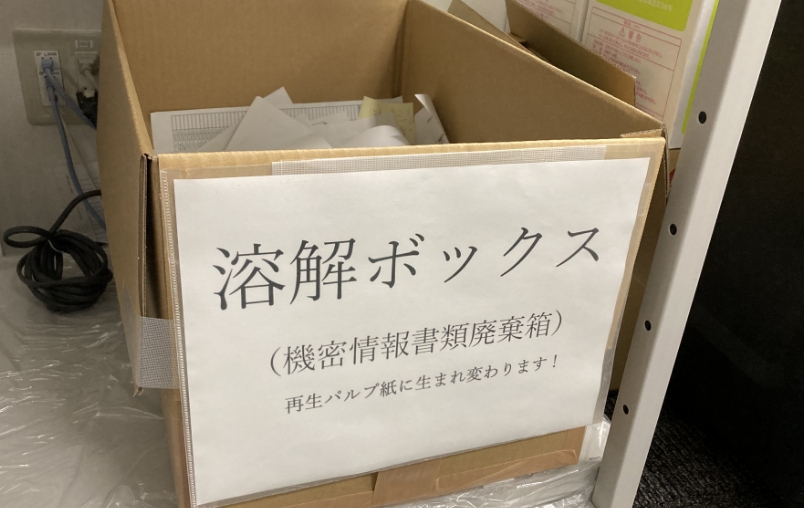 溶解ボックス
（機密情報書類廃棄箱）
再生パルプ紙に生まれ変わります！